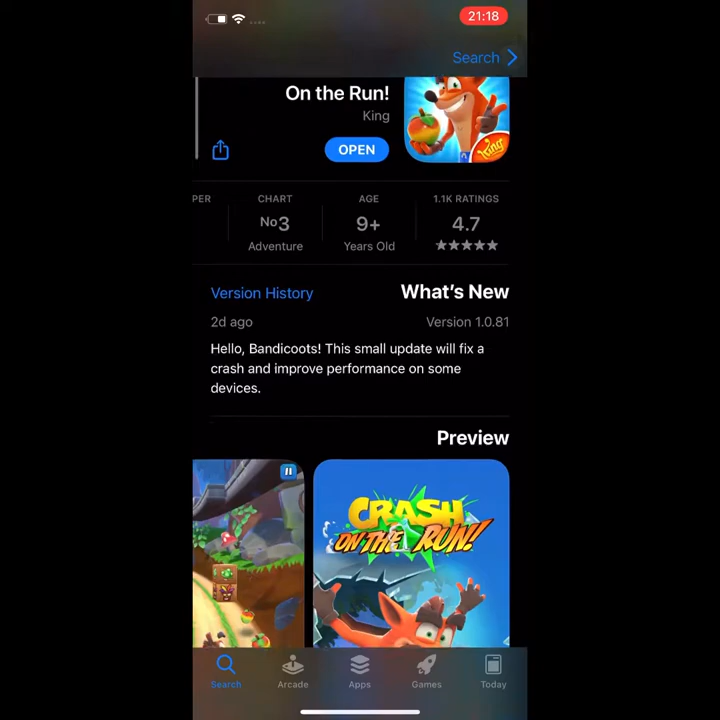 21:18
Search
On the Run!
King
OPEN
PER
CHART
AGE
1.1K RATINGS
No3
9+
4.7
Adventure
Years Old
Version History
What's New
2d ago
Version 1.0.81
Hello, Bandicoots! This small update will fix a
crash and improve performance on some
devices.
Preview
CRASH
ON THE RUN!
King
Search
Arcade
Apps
Games
Today